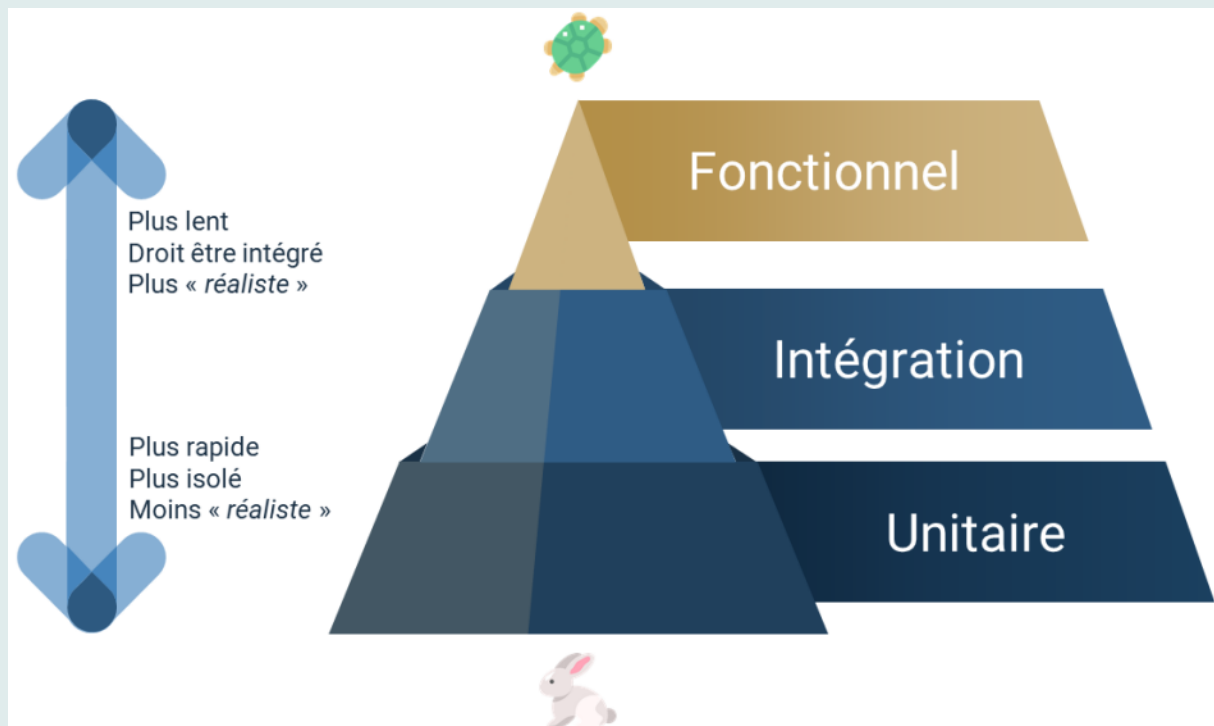 Fonctionnel
Plus lent
Droit être intégré
Plus « réaliste »
Intégration
Plus rapide
Plus isolé
Moins « réaliste »
Unitaire